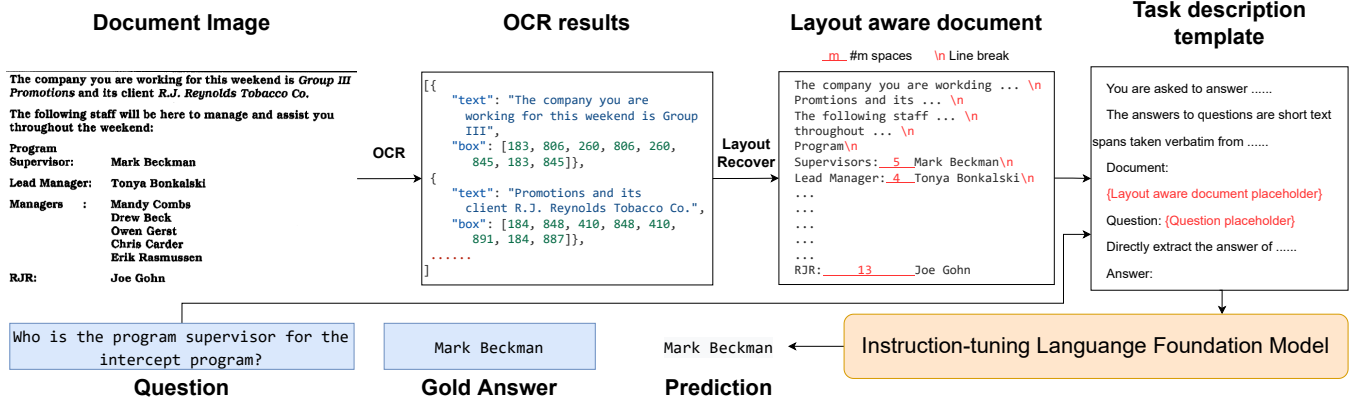 Document Image
The company you are working for this weekend is Group III
Promotions and its client R.J. Reynolds Tobacco Co.
The following staff will be here to manage and assist you
throughout the weekend:
Program
Supervisor: Mark Beckman
Lead Manager: Tonya Bonkalski
Managers : Mandy Combs
Drew Beck
Owen Gerst
Chris Carder
Erik Rasmussen
RJR: Joe Gohn
OCR
OCR results
[{
"text": "The company you are
working for this weekend is Group
III",
"box": [183, 806, 260, 806, 260,
845, 183, 845]},
{
"text": "Promotions and its
client R.J. Reynolds Tobacco Co.",
"box": [184, 848, 410, 848, 410,
891, 184, 887]},
......
]
Layout
Recover
Layout aware document
m #m spaces \n Line break
The company you are workding ... \n
Promtions and its ... \n
The following staff ... \n
throughout ... \n
Program\n
Supervisors: 5 Mark Beckman\n
Lead Manager: 4 Tonya Bonkalski\n
...
...
...
...
...
RJR: 13 Joe Gohn
Task description
template
You are asked to answer ......
The answers to questions are short text
spans taken verbatim from ......
Document:
{Layout aware document placeholder}
Question: {Question placeholder}
Directly extract the answer of ......
Answer:
Who is the program supervisor for the
intercept program?
Question
Mark Beckman
Gold Answer
Mark Beckman
Prediction
Instruction-tuning Languange Foundation Model